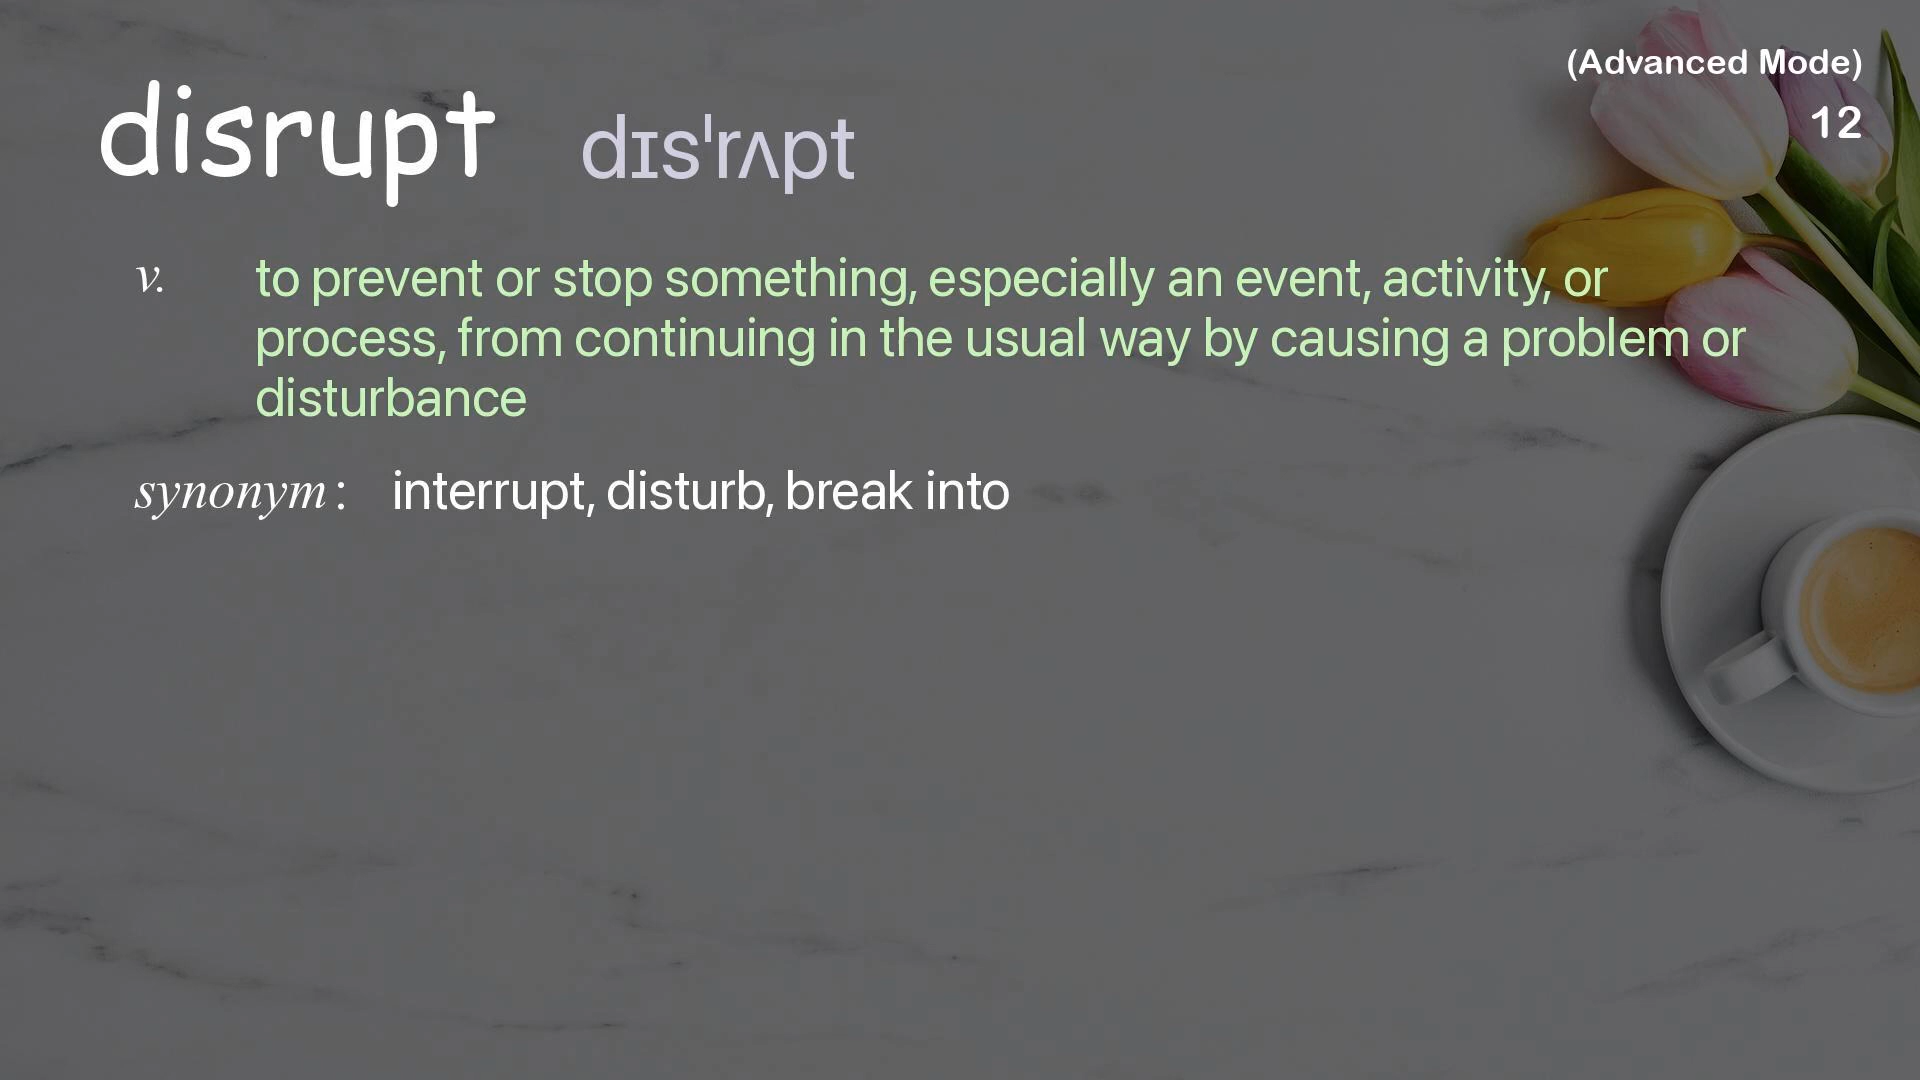 (Advanced Mode)
12
disrupt dɪsˈrʌpt
v. to prevent or stop something, especially an event, activity, or
process, from continuing in the usual way by causing a problem or
disturbance
synonym : interrupt, disturb, break into